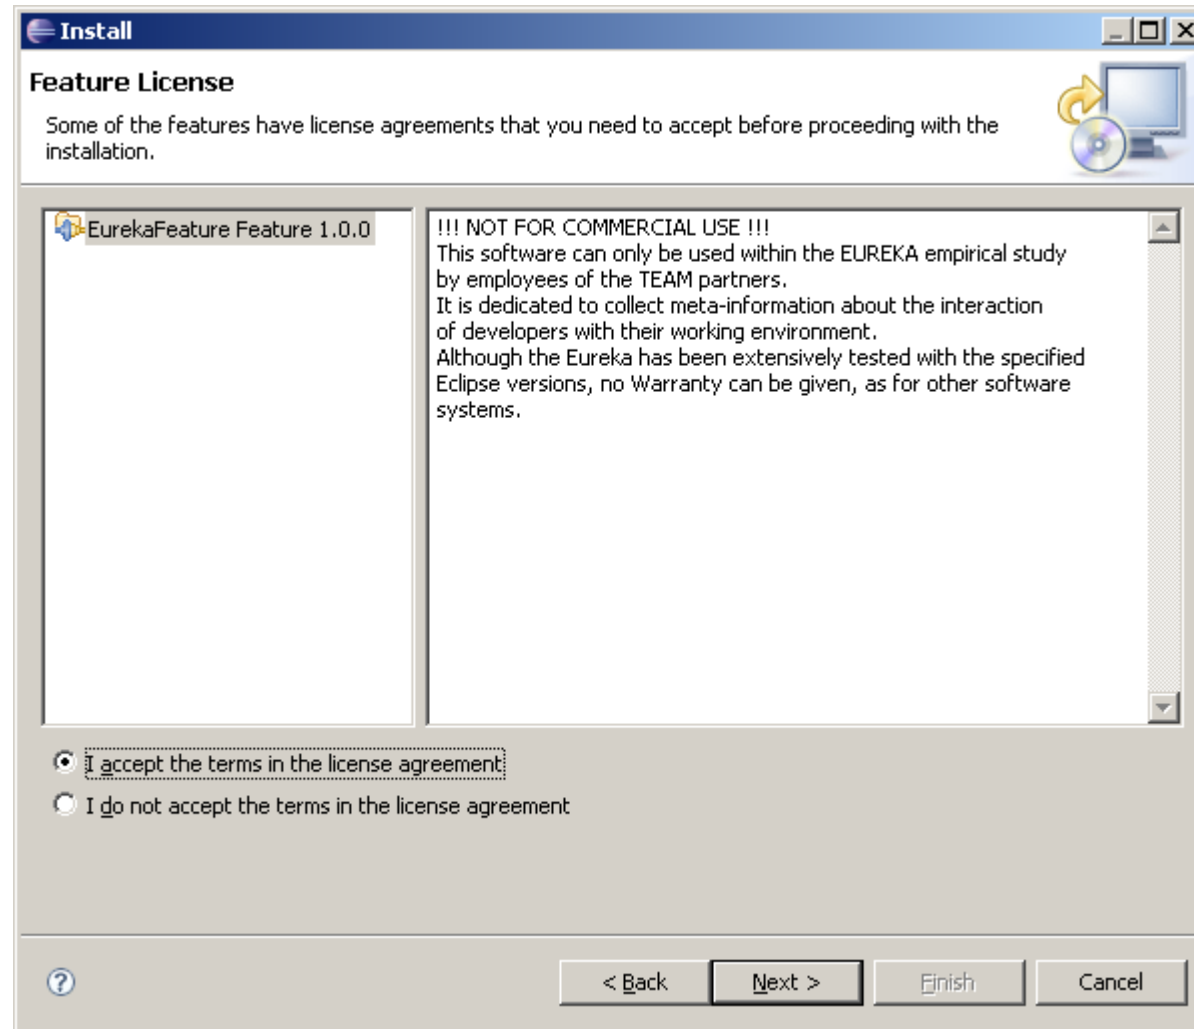 Install
Feature License
Some of the features have license agreements that you need to accept before proceeding with the
installation.
EurekaFeature Feature 1.0.0
!!! NOT FOR COMMERCIAL USE !!!
This software can only be used within the EUREKA empirical study
by employees of the TEAM partners.
It is dedicated to collect meta-information about the interaction
of developers with their working environment.
Although the Eureka has been extensively tested with the specified
Eclipse versions, no Warranty can be given, as for other software
systems.
I accept the terms in the license agreement
I do not accept the terms in the license agreement
< Back
Next >
Finish
Cancel